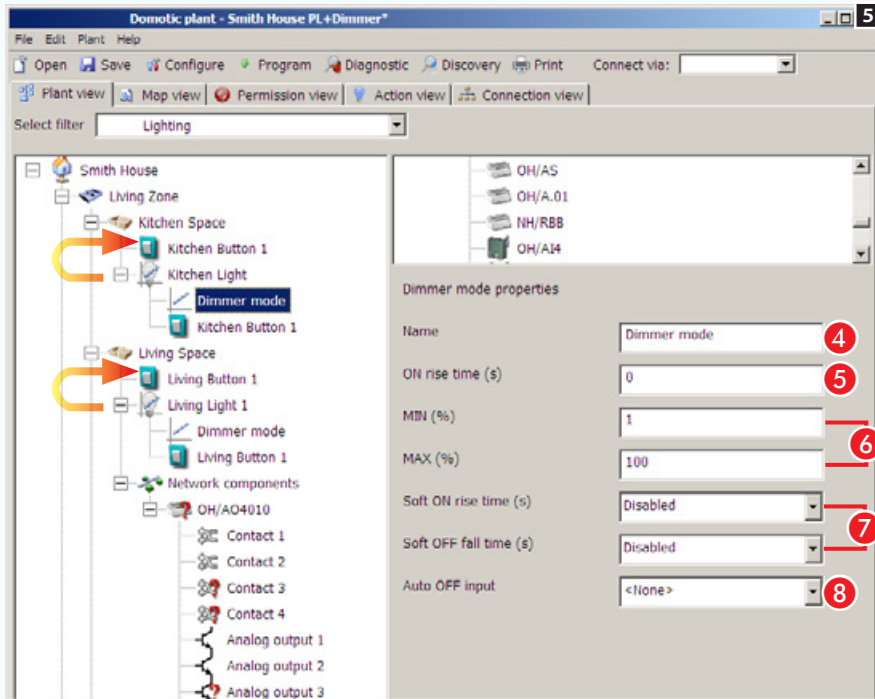 Domotic plant - Smith House PL+Dimmer*
5
File Edit Plant Help
Open Save Configure Program Diagnostic Discovery Print Connect via:
Plant view Map view Permission view Action view Connection view
Select filter Lighting
Smith House
Living Zone
Kitchen Space
Kitchen Button 1
Kitchen Light
Dimmer mode
Kitchen Button 1
Living Space
Living Button 1
Living Light 1
Dimmer mode
Living Button 1
Network components
OH/AO4010
Contact 1
Contact 2
Contact 3
Contact 4
Analog output 1
Analog output 2
Analog output 3
OH/AS
OH/A.01
NH/RBB
OH/AI4
Dimmer mode properties
Name Dimmer mode 4
ON rise time (s) 0 5
MIN (%) 1
6
MAX (%) 100
Soft ON rise time (s) Disabled
7
Soft OFF fall time (s) Disabled
Auto OFF input <None> 8